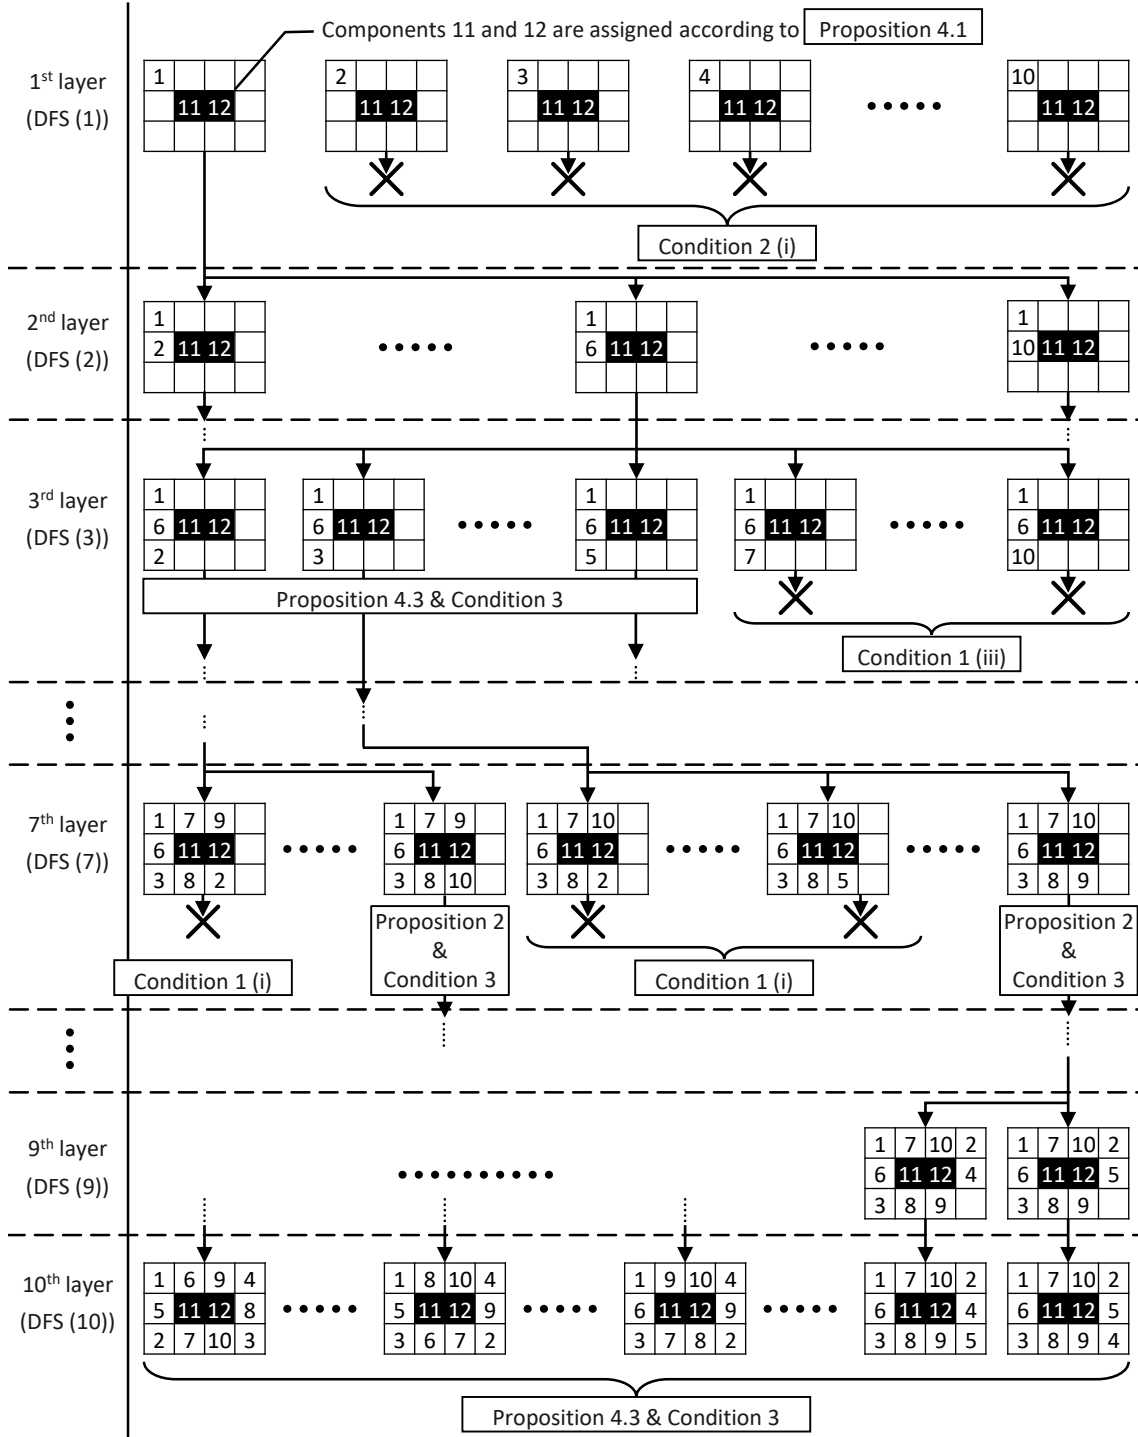 Components 11 and 12 are assigned according to Proposition 4.1
1st layer
(DFS (1))
1 2 3 4 10
11 12 11 12 11 12 11 12 11 12
Condition 2 (i)
2nd layer
(DFS (2))
1 1 1
2 11 12 6 11 12 10 11 12
3rd layer
(DFS (3))
1 1 1 1 1
6 11 12 6 11 12 6 11 12 6 11 12 6 11 12
2 3 5 7 10
Proposition 4.3 & Condition 3
Condition 1 (iii)
7th layer
(DFS (7))
1 7 9 1 7 9 1 7 10 1 7 10 1 7 10
6 11 12 6 11 12 6 11 12 6 11 12 6 11 12
3 8 2 3 8 10 3 8 2 3 8 5 3 8 9
Proposition 2
&
Condition 3
Proposition 2
&
Condition 3
Condition 1 (i)
Condition 1 (i)
9th layer
(DFS (9))
1 7 10 2 1 7 10 2
6 11 12 4 6 11 12 5
3 8 9 3 8 9
10th layer
(DFS (10))
1 6 9 4 1 8 10 4 1 9 10 4 1 7 10 2 1 7 10 2
5 11 12 8 5 11 12 9 6 11 12 9 6 11 12 4 6 11 12 5
2 7 10 3 3 6 7 2 3 7 8 2 3 8 9 5 3 8 9 4
Proposition 4.3 & Condition 3